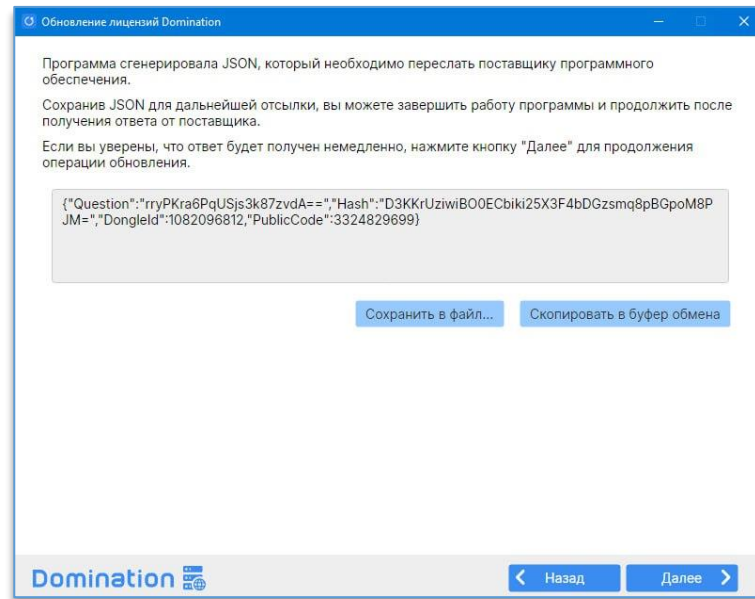 Обновление лицензий Domination
Программа сгенерировала JSON, который необходимо переслать поставщику программного
обеспечения.
Сохранив JSON для дальнейшей отсылки, вы можете завершить работу программы и продолжить после
получения ответа от поставщика.
Если вы уверены, что ответ будет получен немедленно, нажмите кнопку "Далее" для продолжения
операции обновления.
{"Question":"rryPKra6PqUSjs3k87zvdA==","Hash":"D3KKrUziwiBO0ECbiki25X3F4bDGzsmq8pBGpoM8P
JM=","DongleId":1082096812,"PublicCode":3324829699}
Сохранить в файл... Скопировать в буфер обмена
Domination Назад Далее